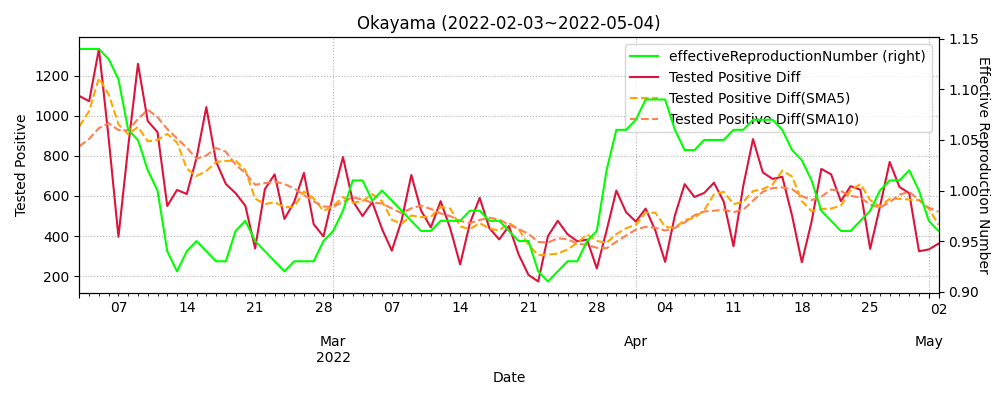 Okayama (2022-02-03~2022-05-04)
effectiveReproductionNumber (right)
Tested Positive Diff
Tested Positive Diff(SMA5)
Tested Positive Diff(SMA10)
Tested Positive
1200
1000
800
600
400
200
1.15
1.10
1.05
1.00
0.95
0.90
Effective Reproduction Number
07 14 21 28 07 14 21 28 04 11 18 25 02
Mar Apr May
2022
Date